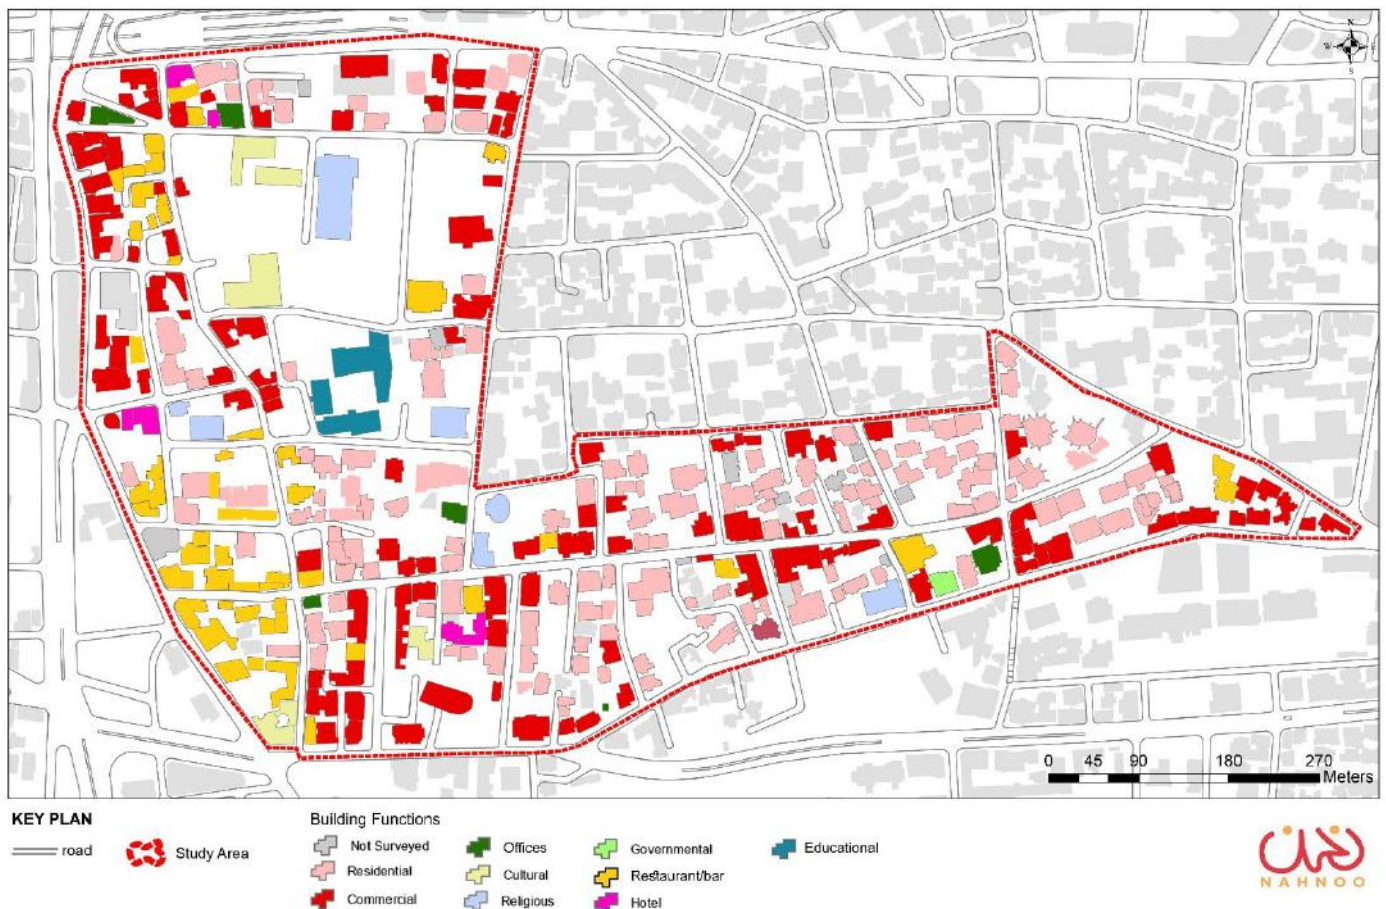 N
W
E
S
0 45 90 180 270
Meters
KEY PLAN
road
Study Area
Building Functions
Not Surveyed
Residential
Commercial
Offices
Cultural
Religious
Governmental
Restaurant/bar
Hotel
Educational
نحن
NAHNOO